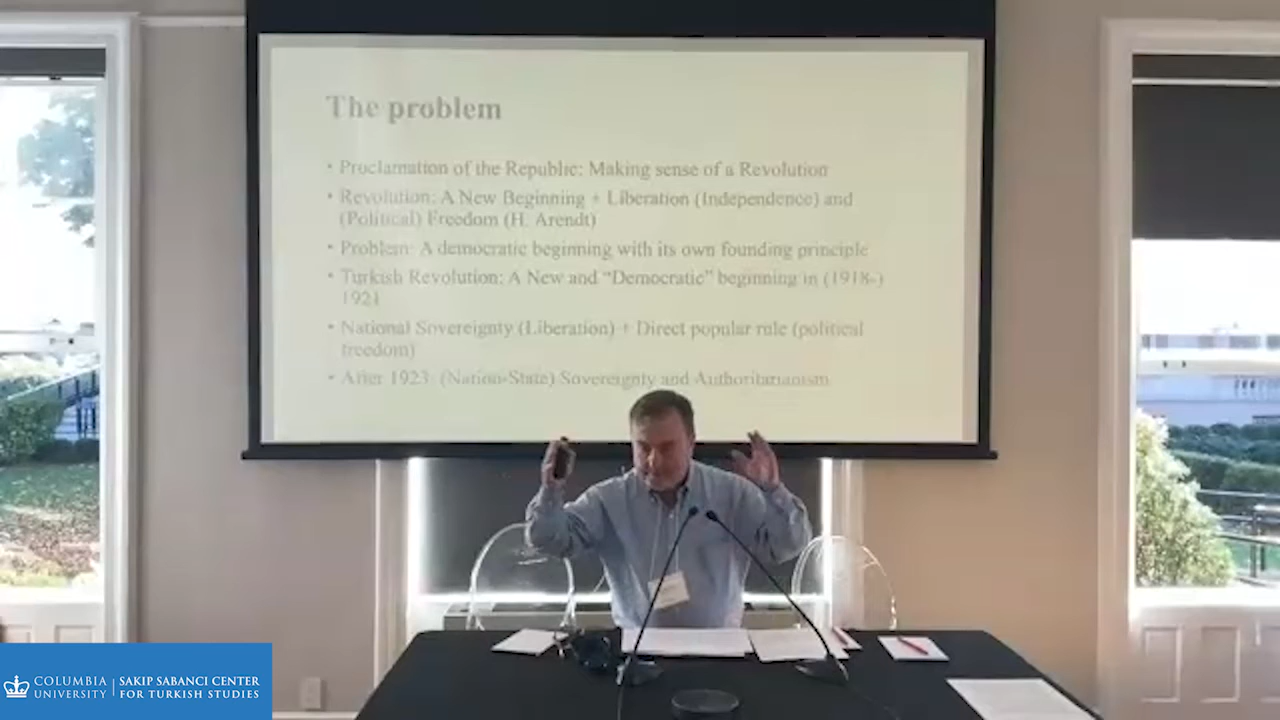 The problem
• Proclamation of the Republic: Making sense of a Revolution
• Revolution: A New Beginning + Liberation (Independence) and
(Political) Freedom (H. Arendt)
• Problem: A democratic beginning with its own founding principle
• Turkish Revolution: A New and “Democratic” beginning in (1918-)
1921
• National Sovereignty (Liberation) + Direct popular rule (political
freedom)
• After 1923: (Nation-State) Sovereignty and Authoritarianism
COLUMBIA
UNIVERSITY
SAKIP SABANCI CENTER
FOR TURKISH STUDIES